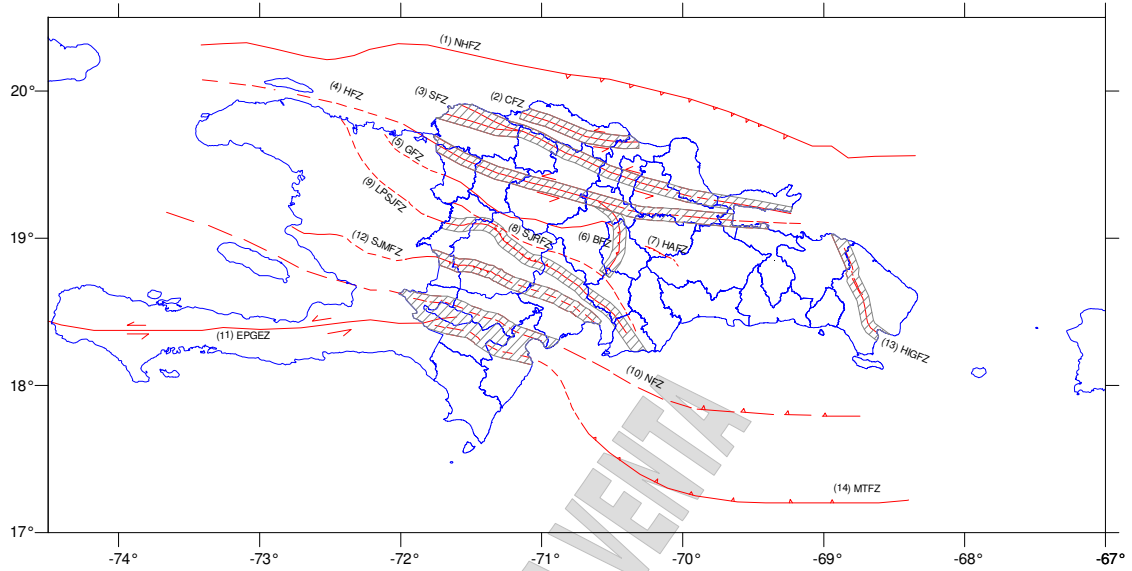 (1) NHFZ
20°
(4) HFZ
(3) SFZ
(2) CFZ
(5) GFZ
(9) LPSJFZ
19°
(12) SJMFZ
(8) SJRFZ
(6) BFZ
(7) HAFZ
(11) EPGEZ
(13) HIGFZ
18°
(10) NFZ
VENTA
(14) MTFZ
17°
-74
-73
-72
-71
-70
-69
-68
-67°